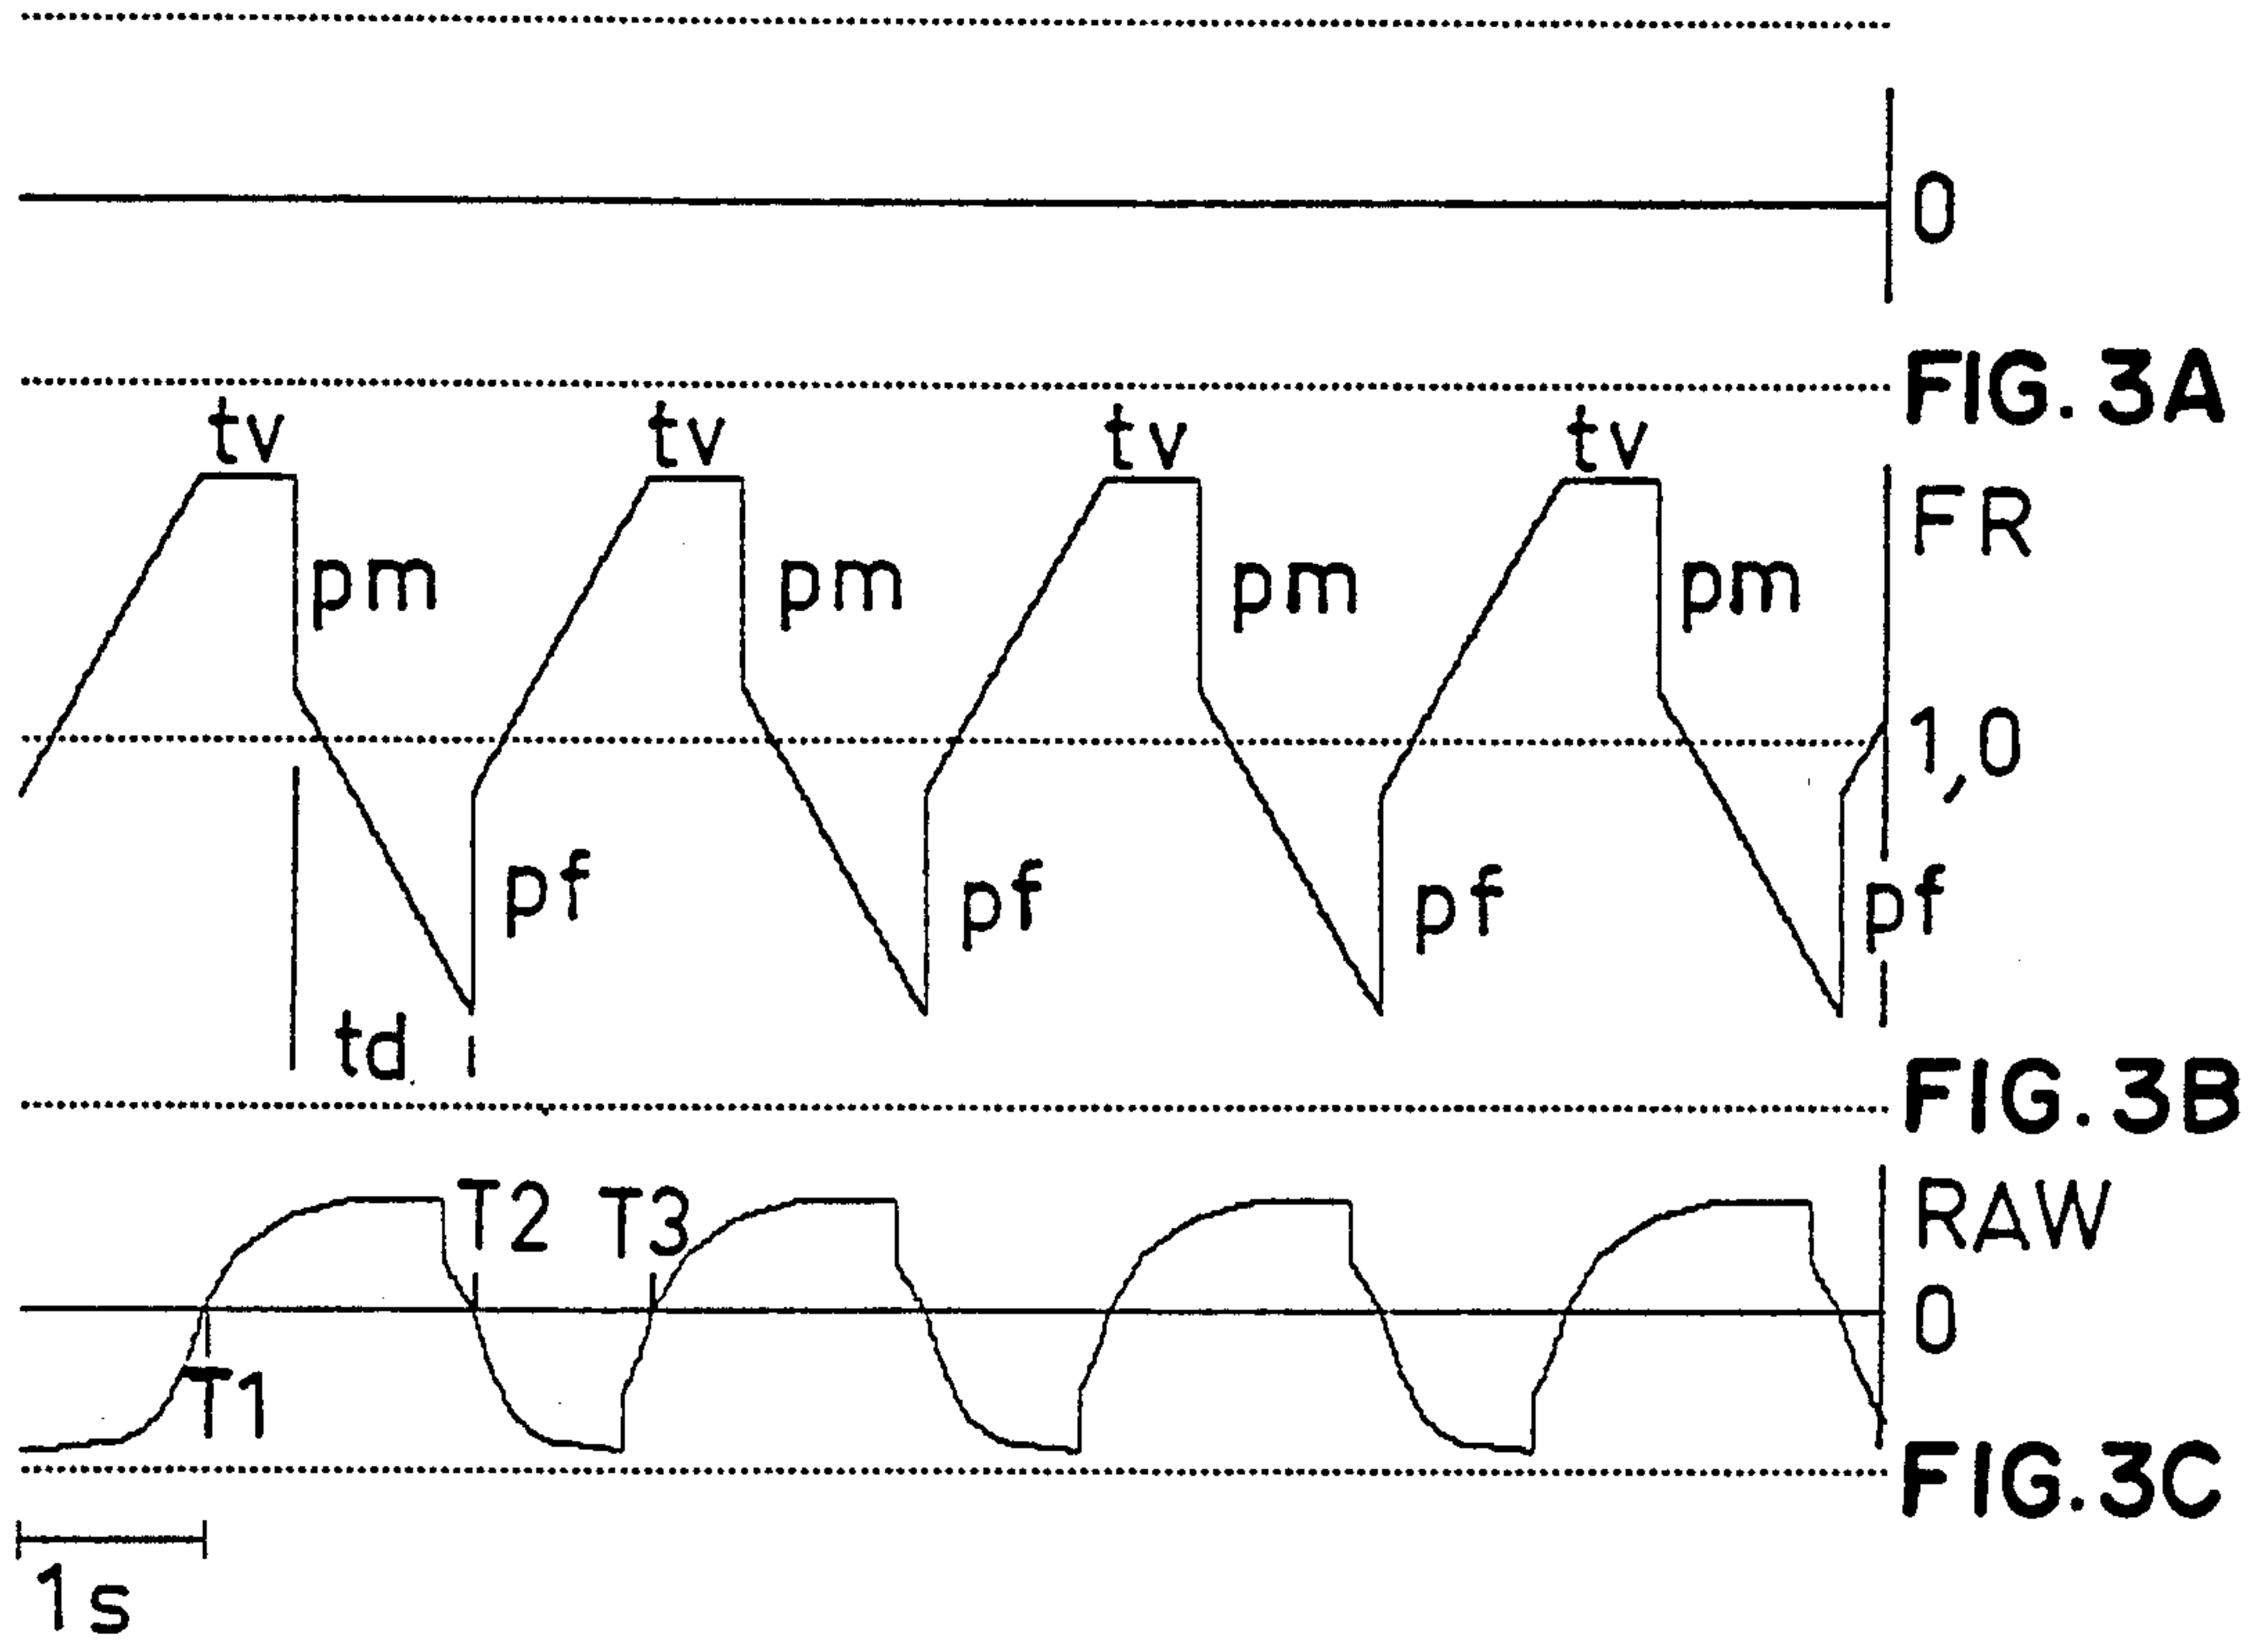 0
FIG. 3A
tv tv tv tv
FR
pm pm pm pm
1,0
pf pf pf pf
td
FIG. 3B
T2 T3
RAW
0
T1
FIG. 3C
1s